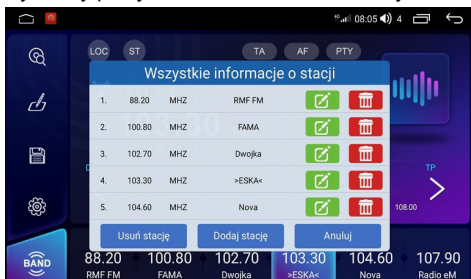 4G 08:05 4
LOC ST TA AF PTY
Wszystkie informacje o stacji
1. 88.20 MHZ RMF FM
2. 100.80 MHZ FAMA
3. 102.70 MHZ Dwojka
4. 103.30 MHZ >ESKA<
5. 104.60 MHZ Nova
TP
108.00
Usuń stację Dodaj stację Anuluj
BAND
88.20 100.80 102.70 103.30 104.60 107.90
RMF FM FAMA Dwojka >ESKA< Nova Radio eM